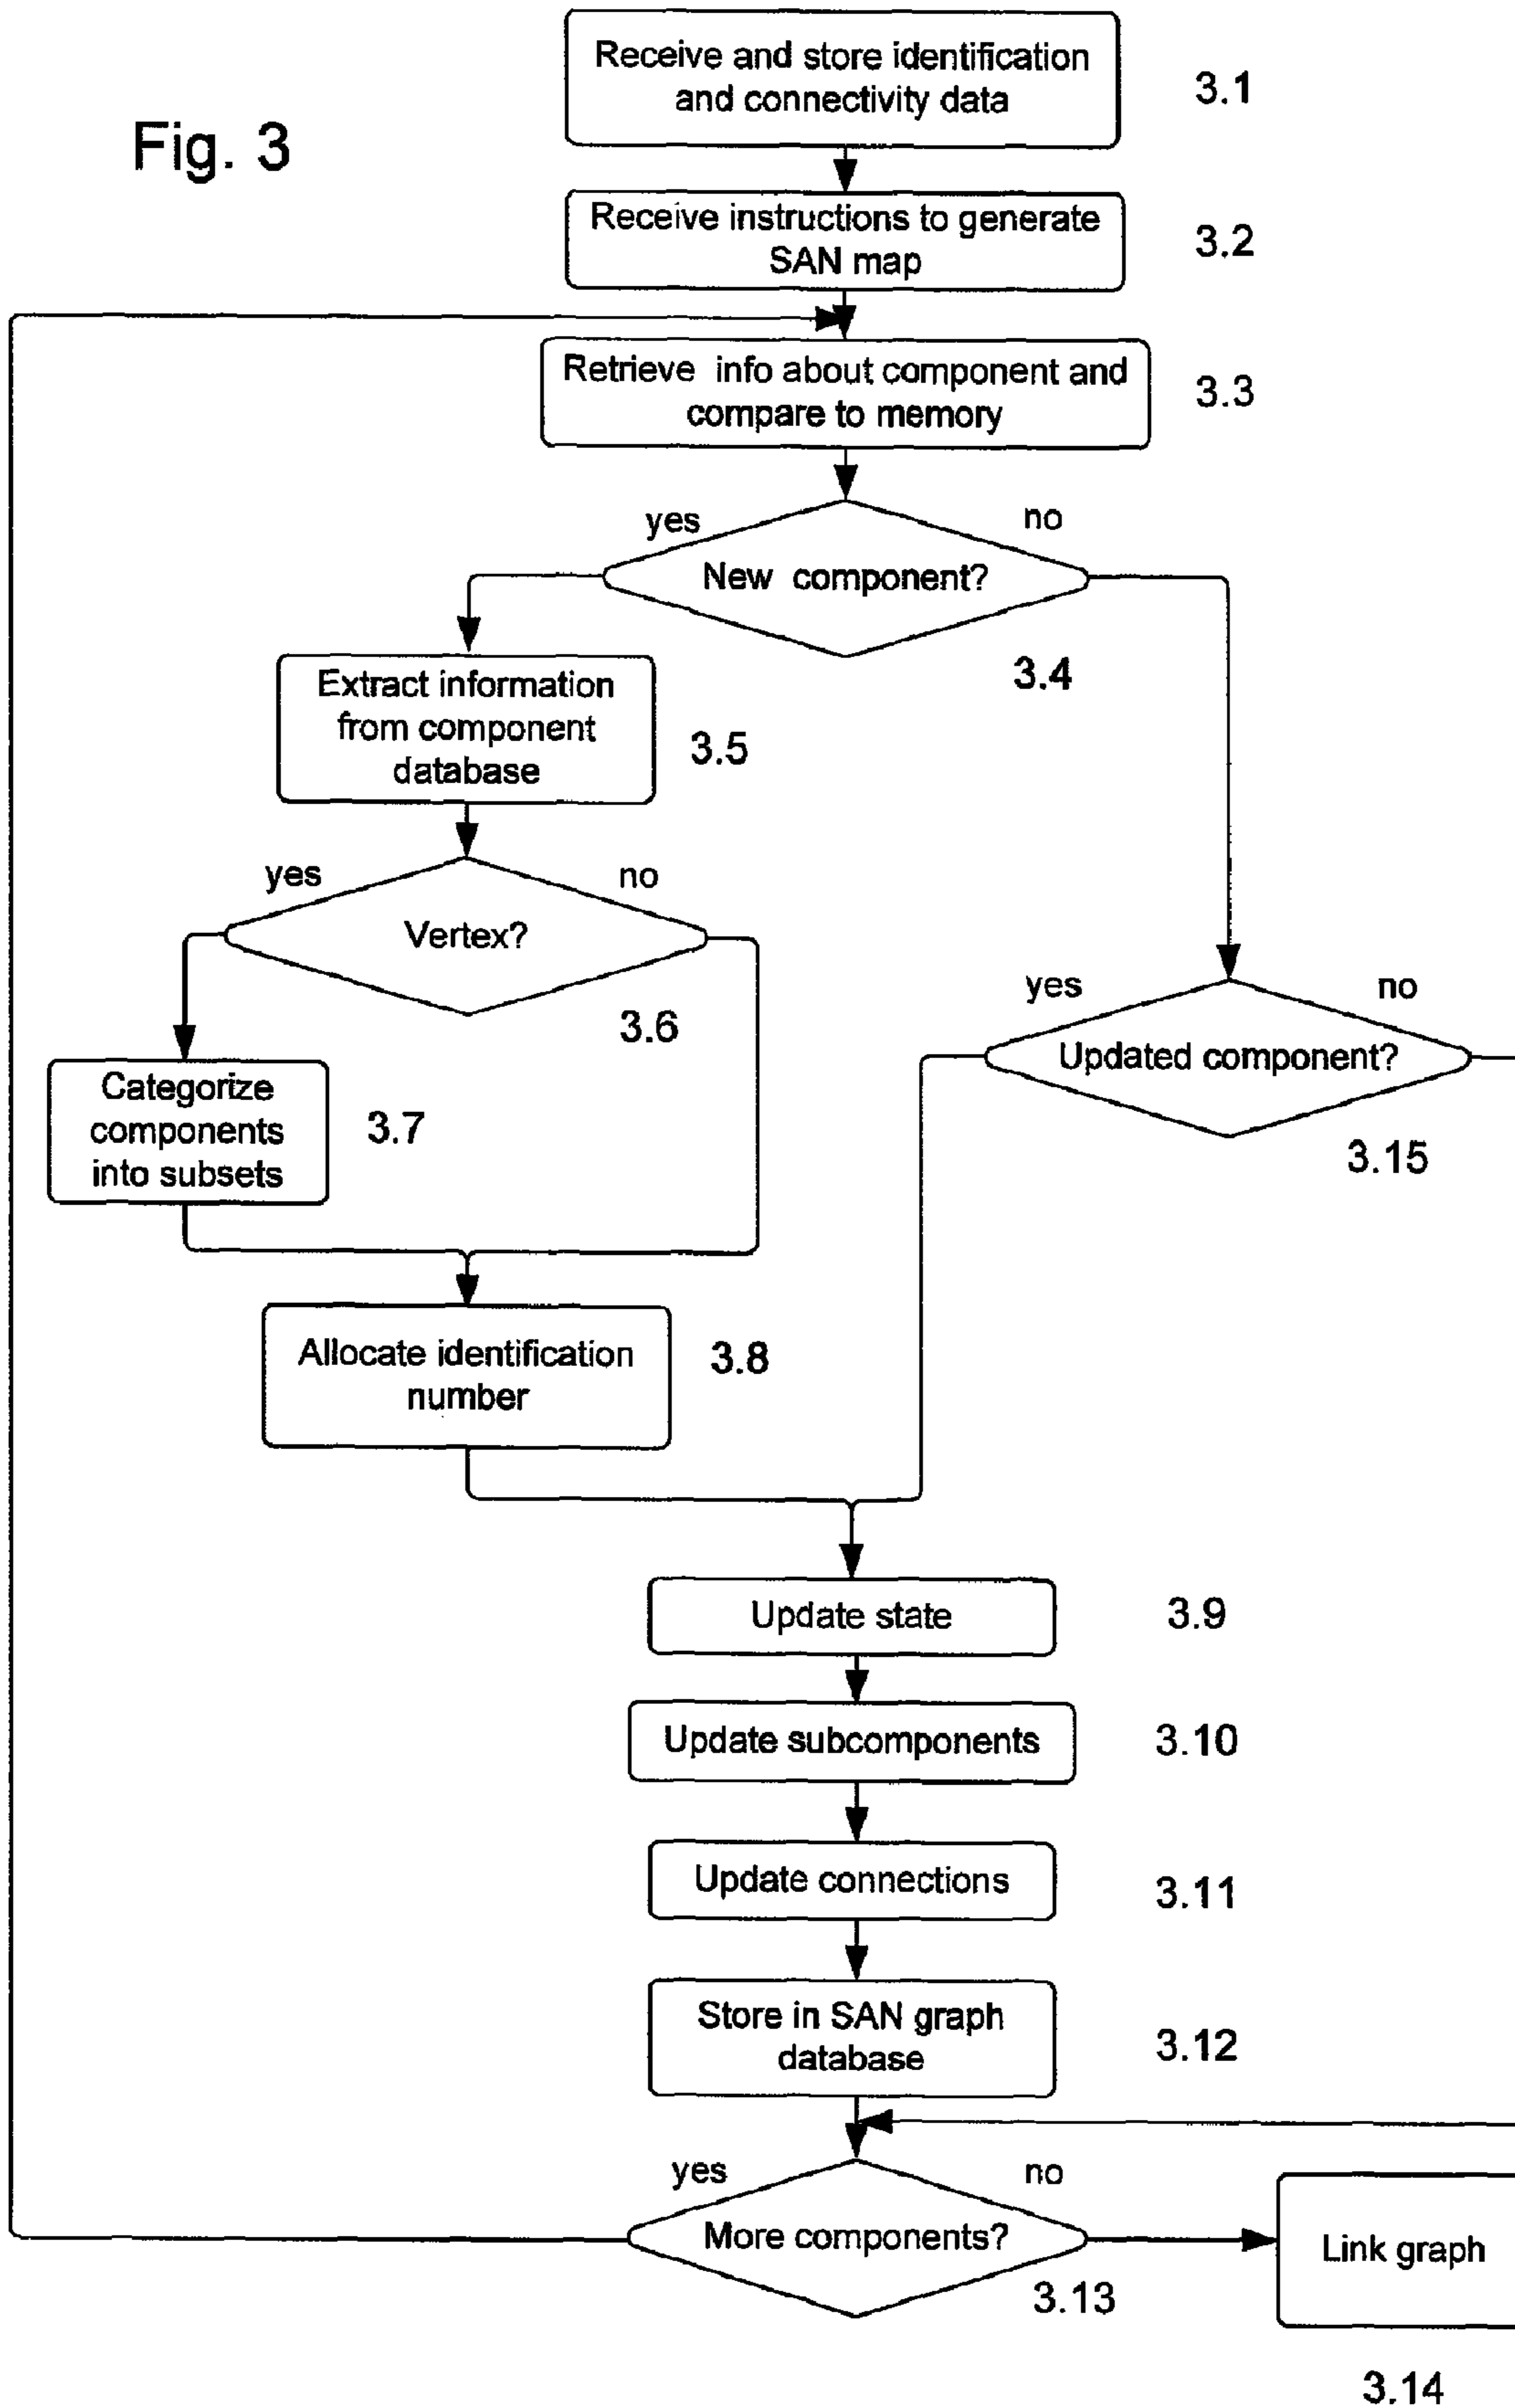 Fig. 3
Receive and store identification
and connectivity data
3.1
Receive instructions to generate
SAN map
3.2
Retrieve info about component and
compare to memory
3.3
yes
no
New component?
3.4
Extract information
from component
database
3.5
yes
no
Vertex?
3.6
yes
no
Updated component?
3.15
Categorize
components
into subsets
3.7
Allocate identification
number
3.8
Update state
3.9
Update subcomponents
3.10
Update connections
3.11
Store in SAN graph
database
3.12
yes
no
More components?
3.13
Link graph
3.14